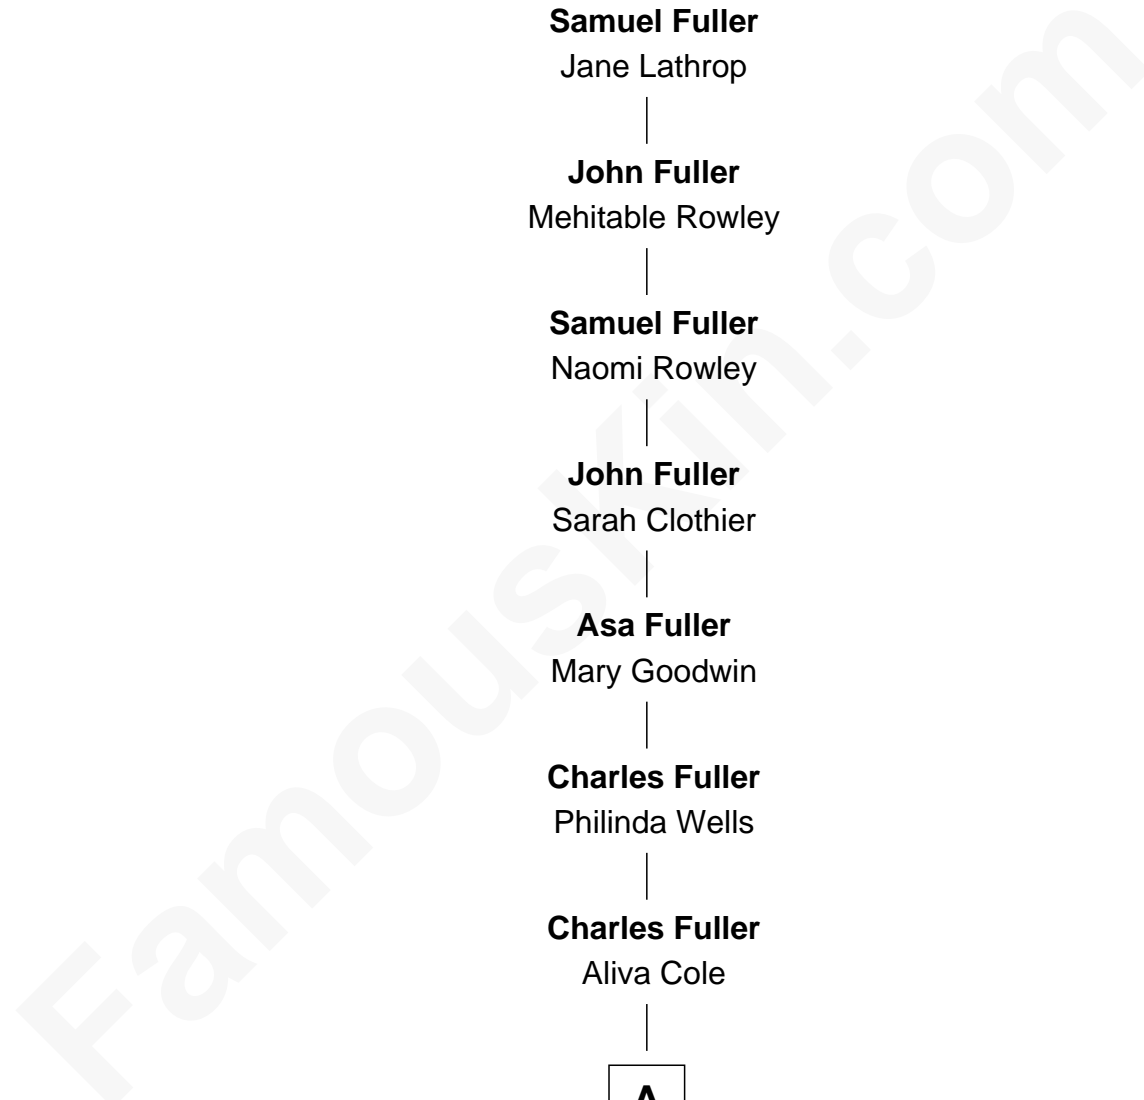 Samuel Fuller
Jane Lathrop
John Fuller
Mehitable Rowley
Samuel Fuller
Naomi Rowley
John Fuller
Sarah Clothier
Asa Fuller
Mary Goodwin
Charles Fuller
Philinda Wells
Charles Fuller
Aliva Cole
A
FamousKin.com